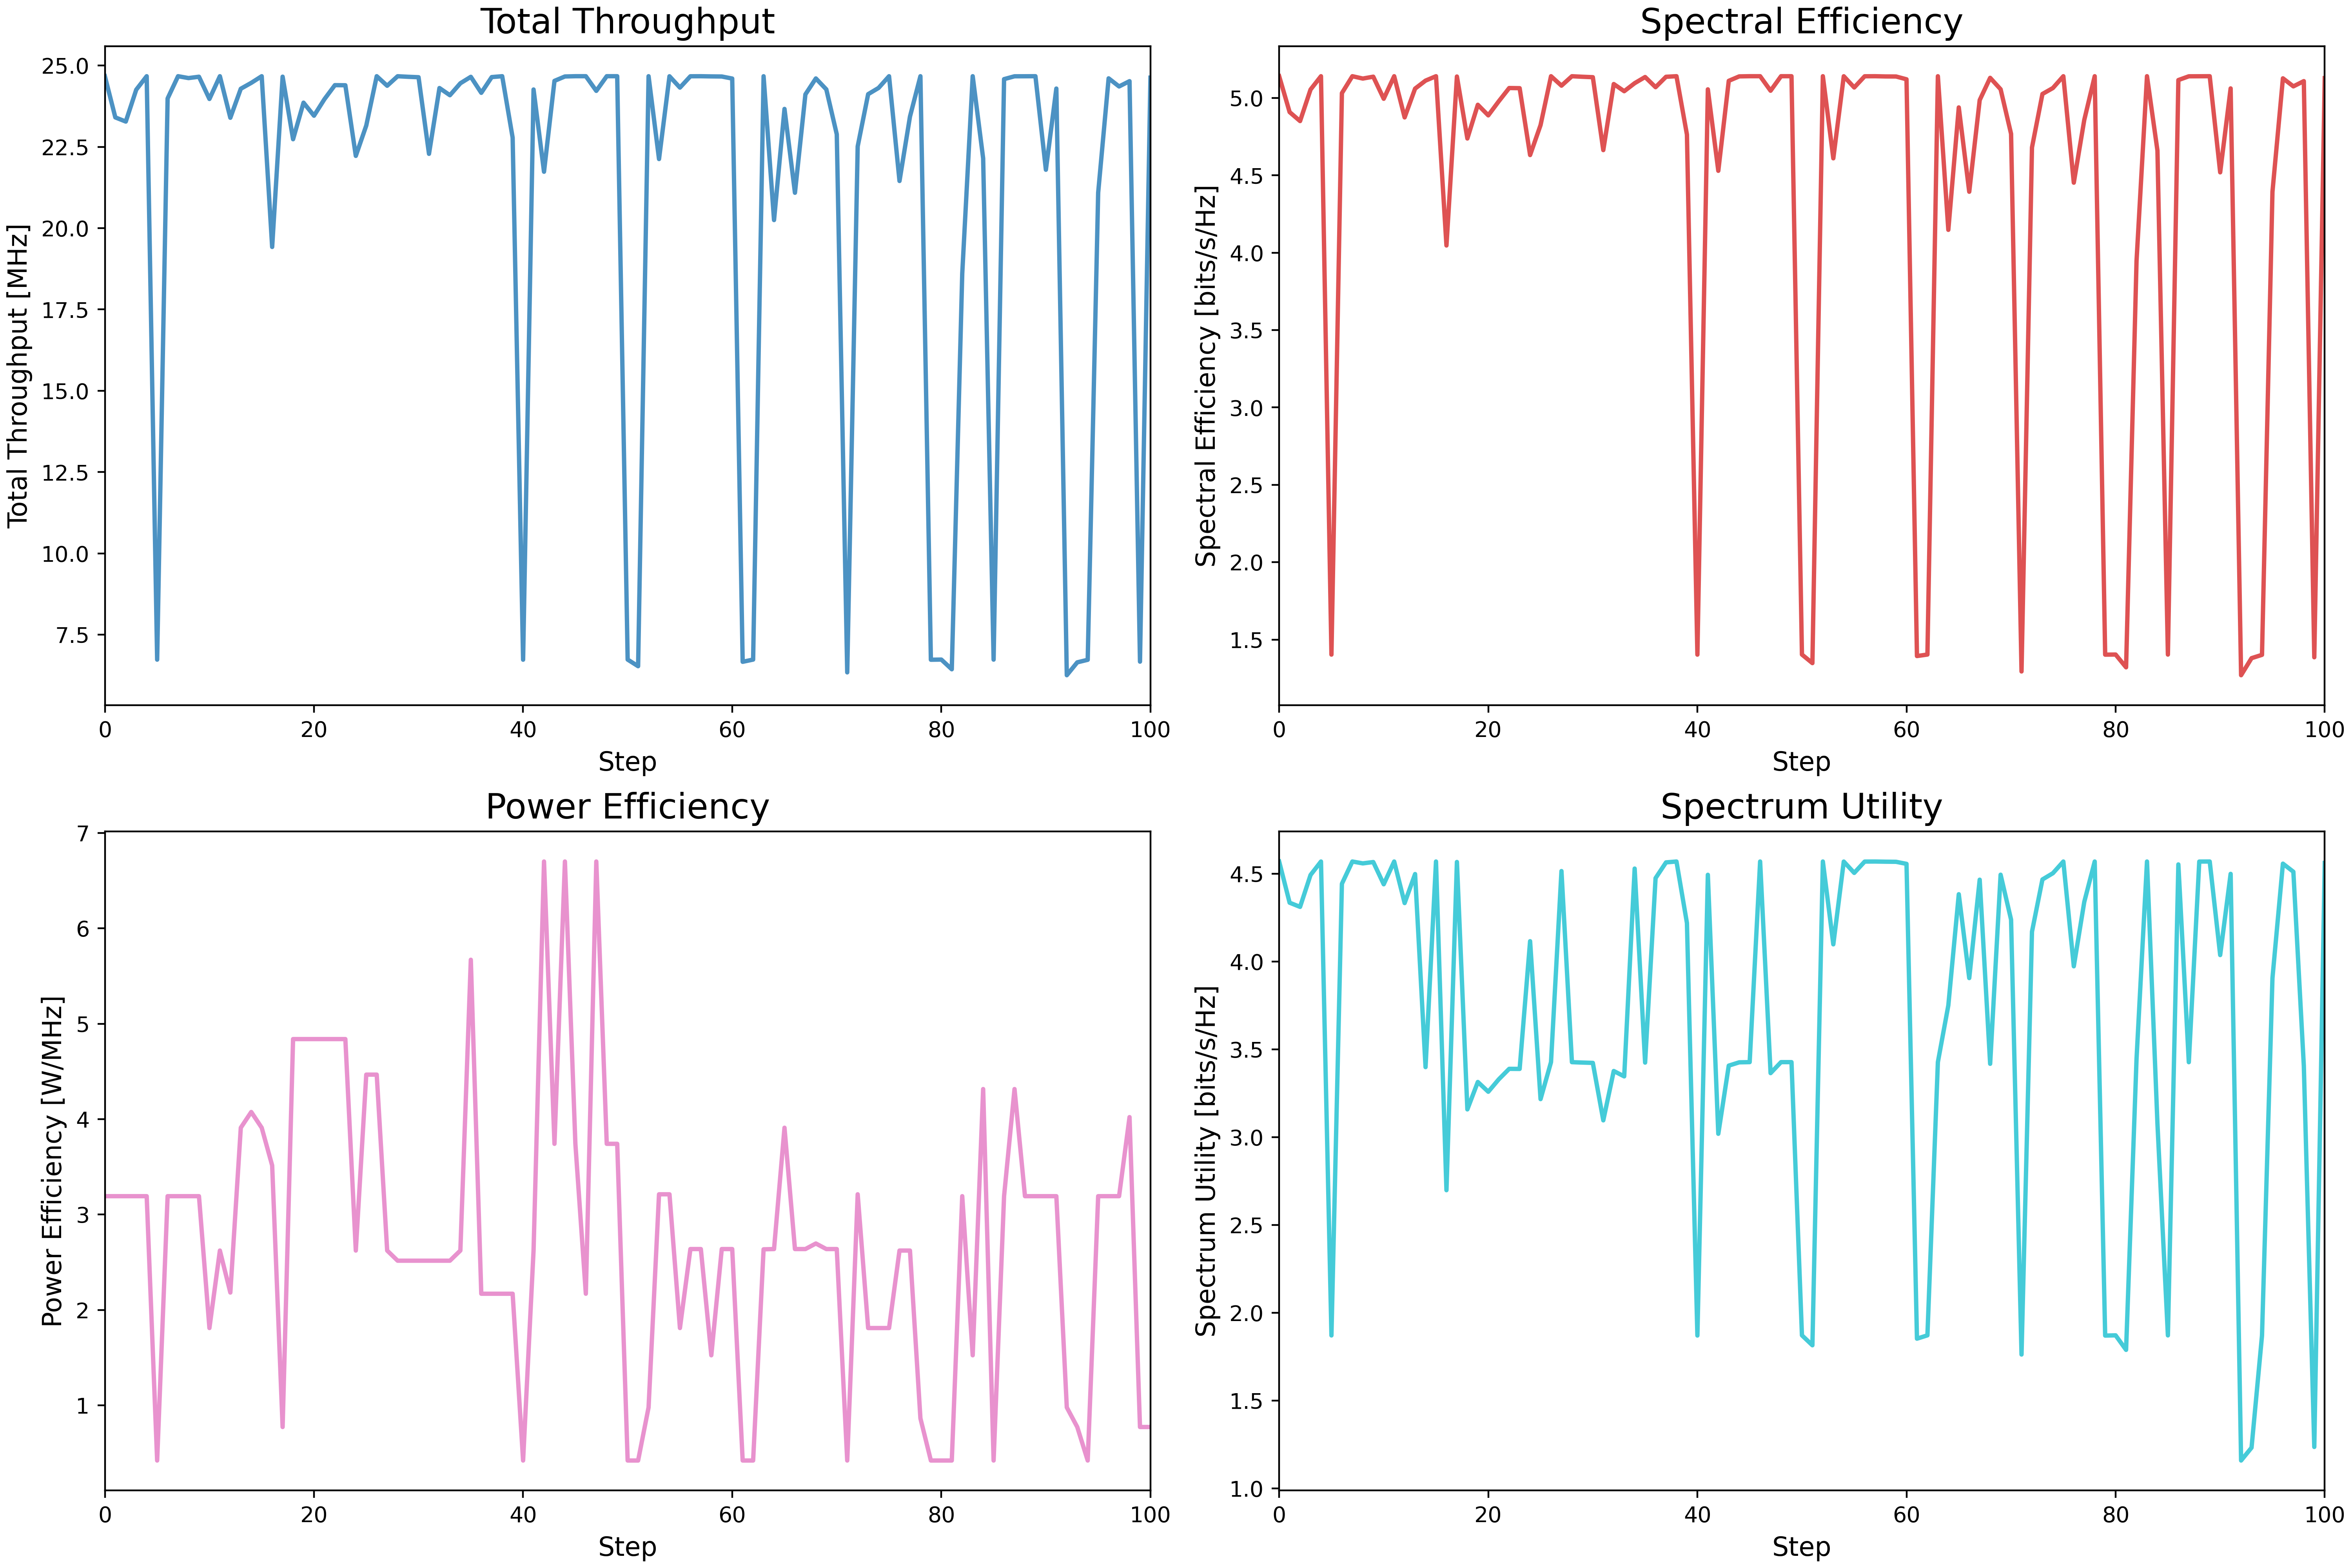 Total Throughput
Total Throughput [MHz]
25.0
22.5
20.0
17.5
15.0
12.5
10.0
7.5
0 20 40 60 80 100
Step
Spectral Efficiency
Spectral Efficiency [bits/s/Hz]
5.0
4.5
4.0
3.5
3.0
2.5
2.0
1.5
0 20 40 60 80 100
Step
Power Efficiency
Power Efficiency [W/MHz]
7
6
5
4
3
2
1
0 20 40 60 80 100
Step
Spectrum Utility
Spectrum Utility [bits/s/Hz]
4.5
4.0
3.5
3.0
2.5
2.0
1.5
1.0
0 20 40 60 80 100
Step